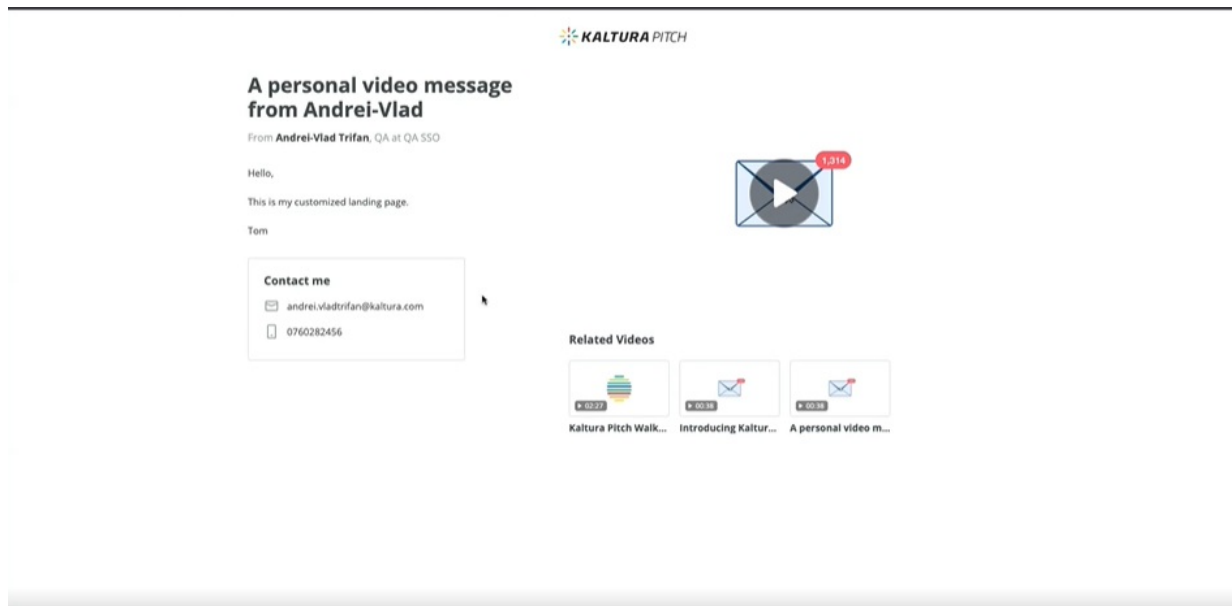 KALTURA PITCH
A personal video message
from Andrei-Vlad
From Andrei-Vlad Trifan, QA at QA SSO
Hello,
This is my customized landing page.
Tom
Contact me
andrei.vladtrifan@kaltura.com
0760282456
1,314
Related Videos
02:27
00:36
00:36
Kaltura Pitch Walk...
Introducing Kaltur...
A personal video m...